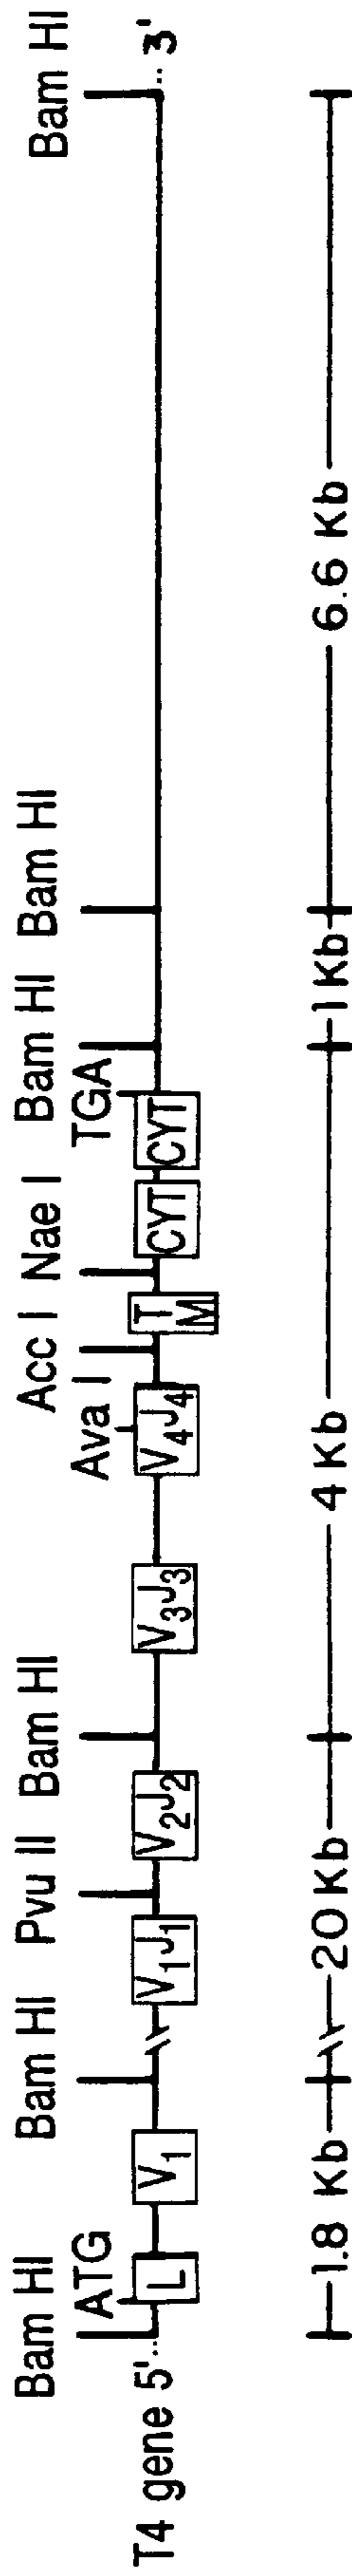 Bam HI ATG Bam HI Pvu II Bam HI Ava I Acc I Nae I TGA Bam HI Bam HI Bam HI
T4 gene 5'... L V1 V1J1 V2J2 V3J3 V4J4 TM CYT CYT ...3'
1.8 Kb 20 Kb 4 Kb 1 Kb 6.6 Kb